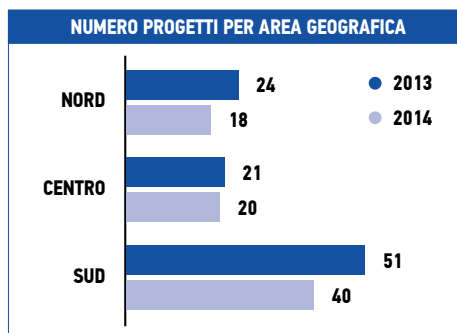 NUMERO PROGETTI PER AREA GEOGRAFICA
NORD
24
18
2013
2014
CENTRO
21
20
SUD
51
40